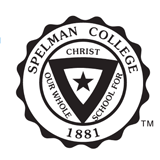 SPELMAN COLLEGE
OUR WHOLE
SCHOOL FOR
CHRIST
1881
TM